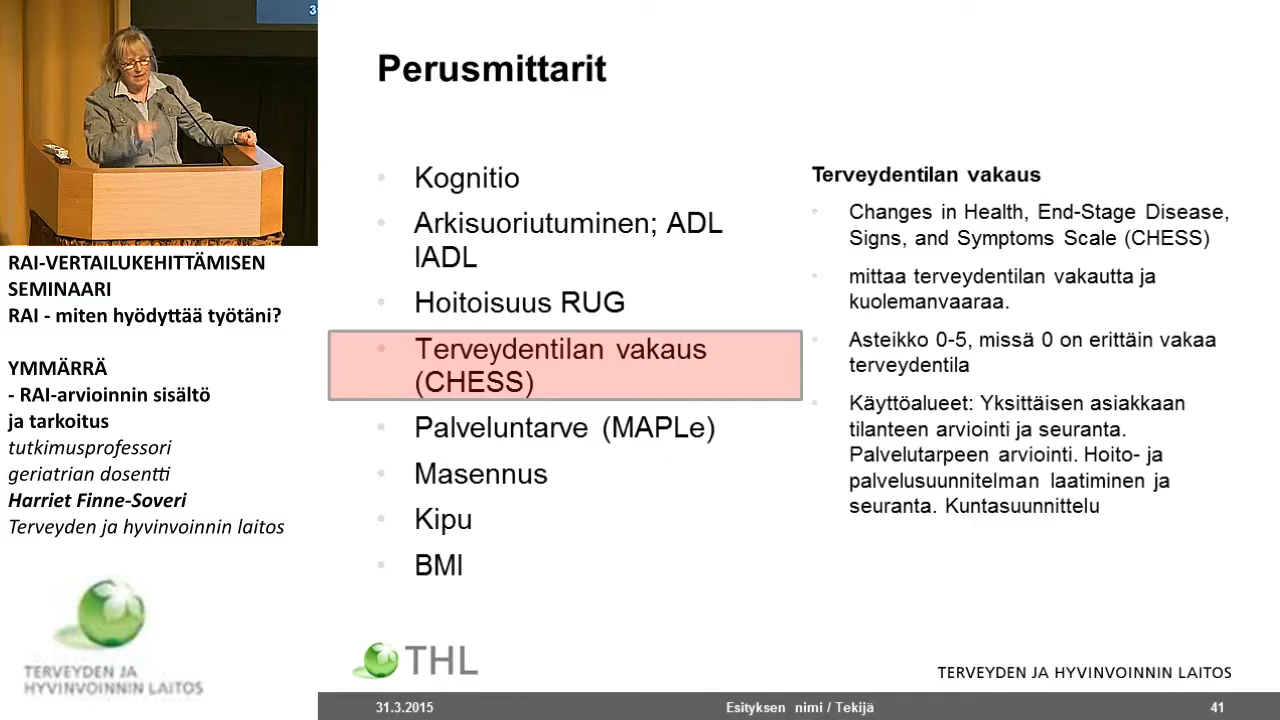 3
RAI-VERTAILUKEHITTÄMISEN
SEMINAARI
RAI - miten hyödyttää työtäni?
YMMÄRRÄ
- RAI-arvioinnin sisältö
ja tarkoitus
tutkimusprofessori
geriatrian dosentti
Harriet Finne-Soveri
Terveyden ja hyvinvoinnin laitos
TERVEYDEN JA
HYVINVOINNIN LAITOS
Perusmittarit
• Kognitio
• Arkisuoriutuminen; ADL
IADL
• Hoitoisuus RUG
• Terveydentilan vakaus
(CHESS)
• Palveluntarve (MAPLe)
• Masennus
• Kipu
• BMI
Terveydentilan vakaus
• Changes in Health, End-Stage Disease,
Signs, and Symptoms Scale (CHESS)
• mittaa terveydentilan vakautta ja
kuolemanvaaraa.
• Asteikko 0-5, missä 0 on erittäin vakaa
terveydentila
• Käyttöalueet: Yksittäisen asiakkaan
tilanteen arviointi ja seuranta.
Palvelutarpeen arviointi. Hoito- ja
palvelusuunnitelman laatiminen ja
seuranta. Kuntasuunnittelu
THL
TERVEYDEN JA HYVINVOINNIN LAITOS
31.3.2015
Esityksen nimi / Tekijä
41